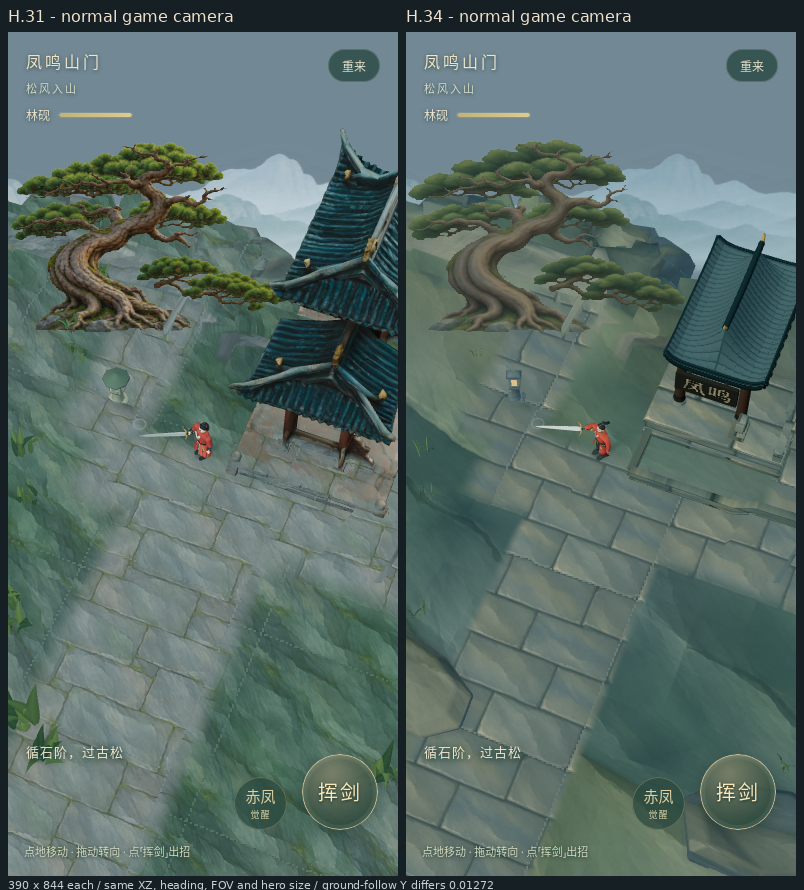 H.31 - normal game camera
凤鸣山门
重来
松风入山
林砚
循石阶，过古松
赤凤
觉醒
挥剑
点地移动 · 拖动转向 · 点「挥剑」出招
H.34 - normal game camera
凤鸣山门
重来
松风入山
林砚
凤鸣
循石阶，过古松
赤凤
觉醒
挥剑
点地移动 · 拖动转向 · 点「挥剑」出招
390 x 844 each / same XZ, heading, FOV and hero size / ground-follow Y differs 0.01272